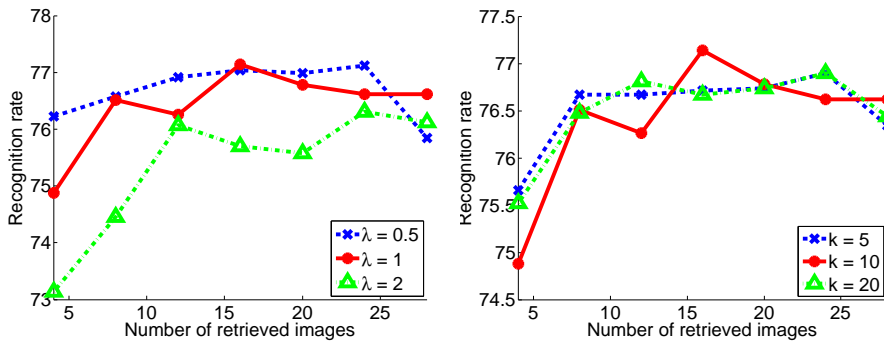 78
77
76
75
74
73
Recognition rate
5 10 15 20 25
Number of retrieved images
λ = 0.5
λ = 1
λ = 2
77.5
77
76.5
76
75.5
75
74.5
Recognition rate
5 10 15 20 25
Number of retrieved images
k = 5
k = 10
k = 20